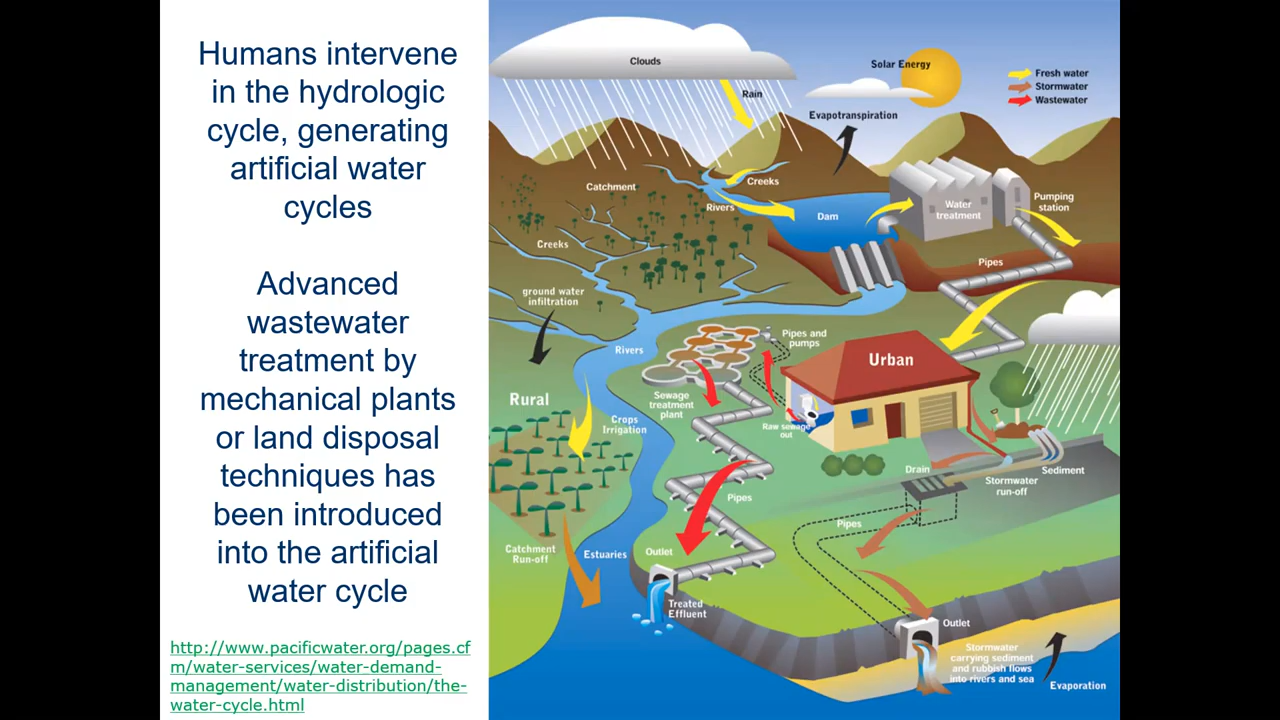 Humans intervene
in the hydrologic
cycle, generating
artificial water
cycles
Advanced
wastewater
treatment by
mechanical plants
or land disposal
techniques has
been introduced
into the artificial
water cycle
http://www.pacificwater.org/pages.cf
m/water-services/water-demand-
management/water-distribution/the-
water-cycle.html
Clouds
Solar Energy
Fresh water
Stormwater
Wastewater
Rain
Evapotranspiration
Catchment
Creeks
Rivers
Dam
Water
treatment
Pumping
station
Creeks
Pipes
ground water
infiltration
Rivers
Pipes and
pumps
Urban
Rural
Sewage
treatment
plant
Crops
Irrigation
Raw sewage
out
Drain
Sediment
Stormwater
run-off
Pipes
Pipes
Catchment
Run-off
Estuaries
Outlet
Treated
Effluent
Outlet
Stormwater
carrying sediment
and rubbish flows
into rivers and sea
Evaporation